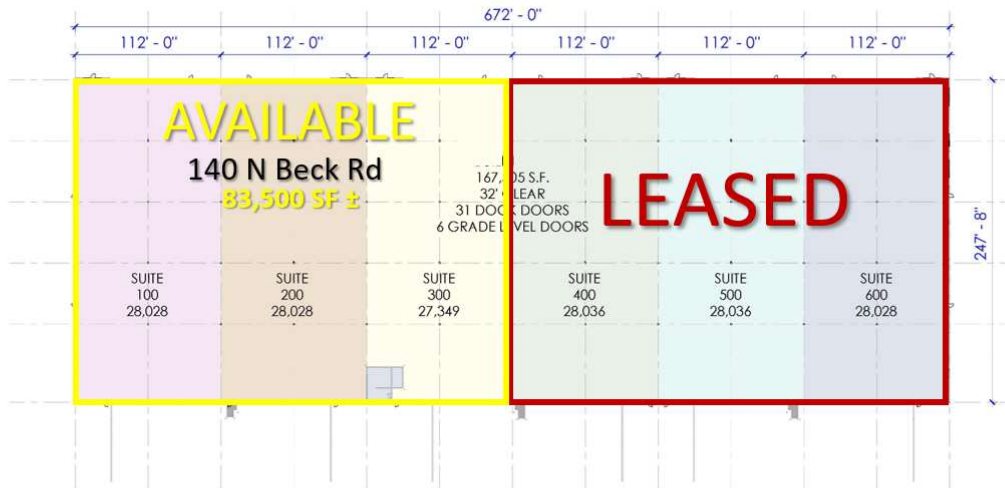 672' - 0"
112' - 0" 112' - 0" 112' - 0" 112' - 0" 112' - 0" 112' - 0"
AVAILABLE
140 N Beck Rd
83,500 SF ±
S.F.
32' CLEAR
31 DOCK DOORS
6 GRADE LEVEL DOORS
LEASED
247' - 8"
SUITE
100
28,028
SUITE
200
28,028
SUITE
300
27,349
SUITE
400
28,036
SUITE
500
28,036
SUITE
600
28,028